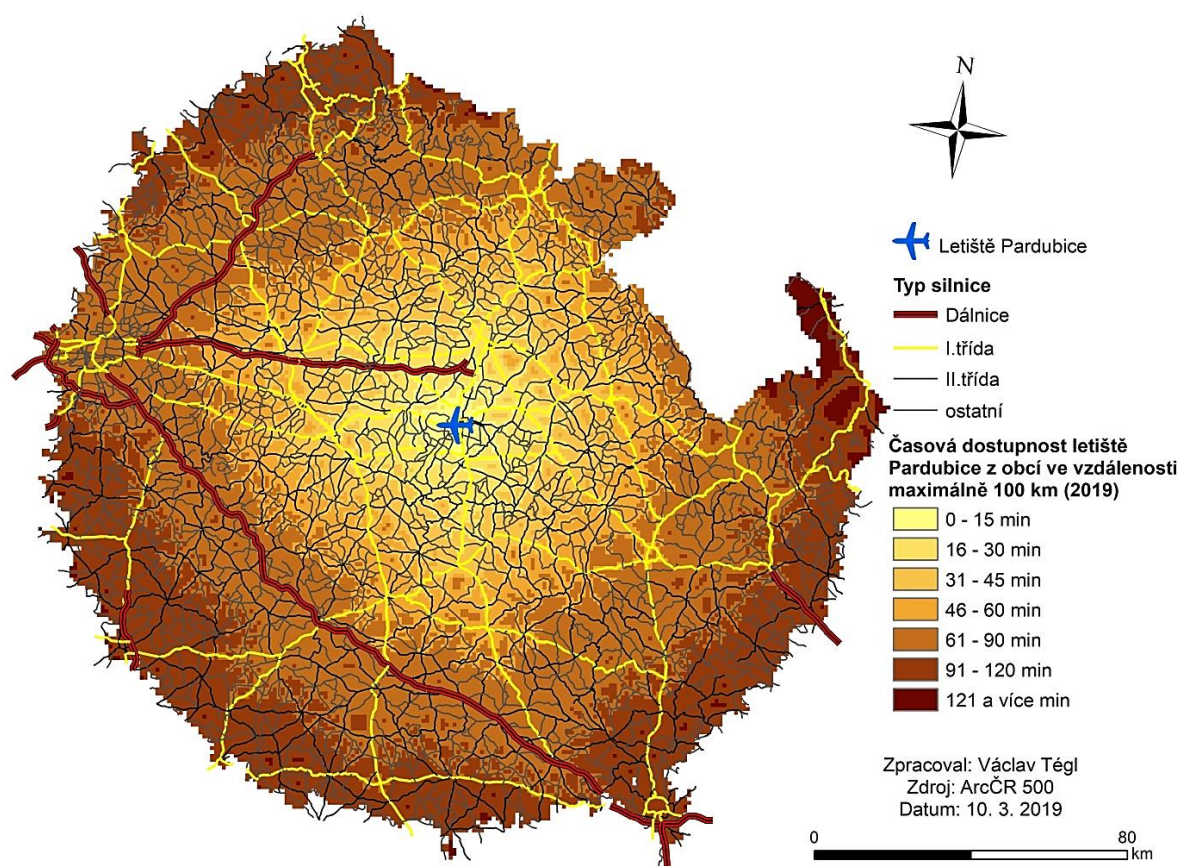 N
Letiště Pardubice
Typ silnice
Dálnice
I.třída
II.třída
ostatní
Časová dostupnost letiště
Pardubice z obcí ve vzdálenosti
maximálně 100 km (2019)
0 - 15 min
16 - 30 min
31 - 45 min
46 - 60 min
61 - 90 min
91 - 120 min
121 a více min
Zpracoval: Václav Tégl
Zdroj: ArcČR 500
Datum: 10. 3. 2019
0 80
km